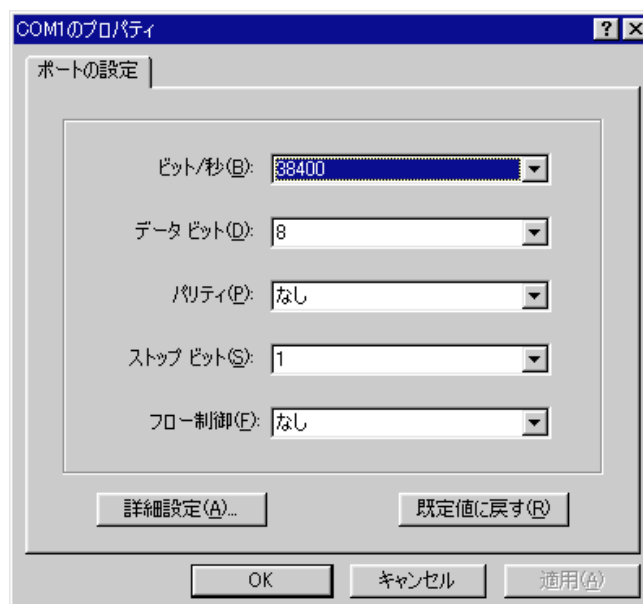 COM1のプロパティ
ポートの設定
ビット/秒(B): 38400
データ ビット(D): 8
パリティ(P): なし
ストップ ビット(S): 1
フロー制御(F): なし
詳細設定(A)... 既定値に戻す(R)
OK キャンセル 適用(A)